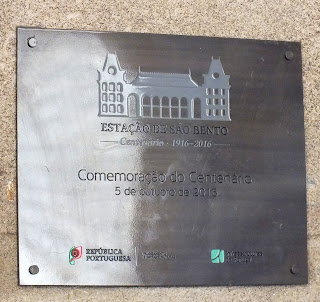 ESTAÇÃO DE SÃO BENTO
Centenário · 1916-2016
Comemoração do Centenário
5 de outubro de 2016
REPÚBLICA
PORTUGUESA